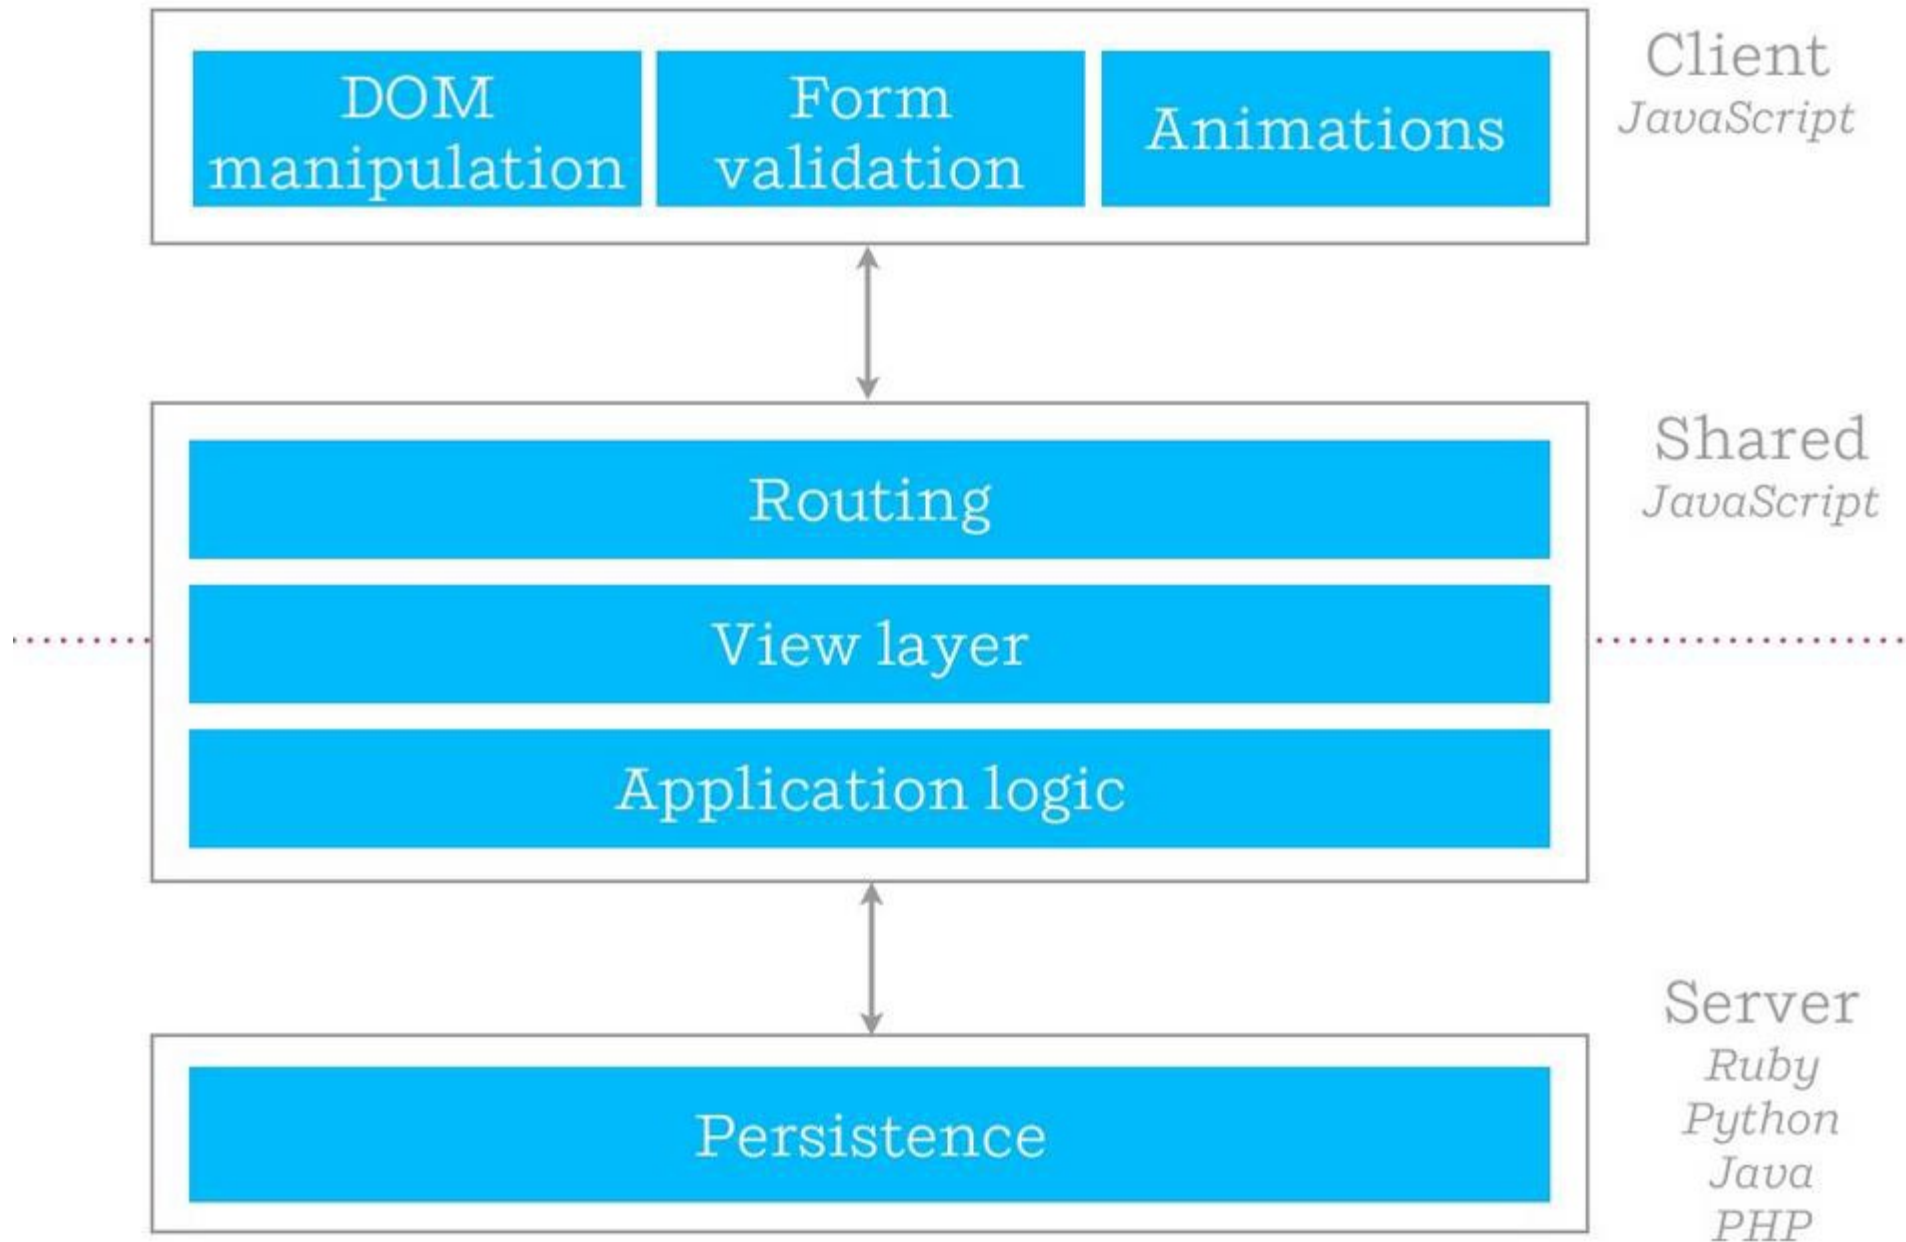 DOM
manipulation
Form
validation
Animations
Client
JavaScript
Routing
View layer
Application logic
Shared
JavaScript
Persistence
Server
Ruby
Python
Java
PHP